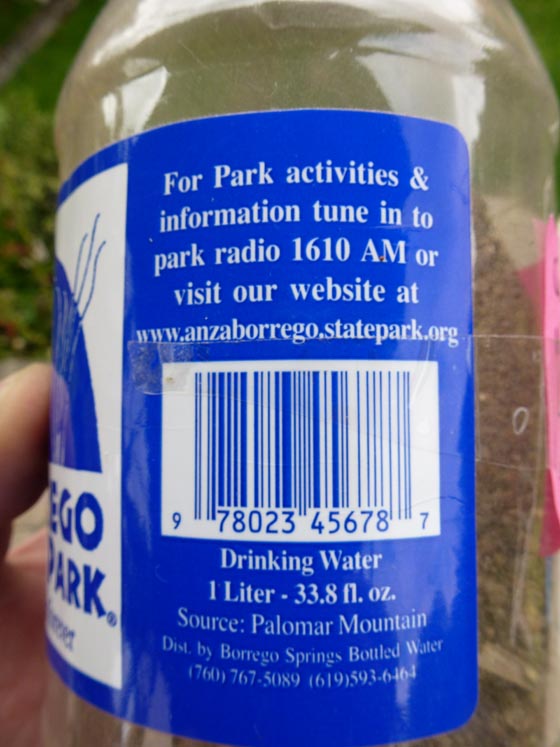 For Park activities &
information tune in to
park radio 1610 AM or
visit our website at
www.anzaborrego.statepark.org
9 78023 45678 7
Drinking Water
1 Liter - 33.8 fl. oz.
Source: Palomar Mountain
Dist. by Borrego Springs Bottled Water
(760) 767-5089 (619)593-6464
EGO
PARK®